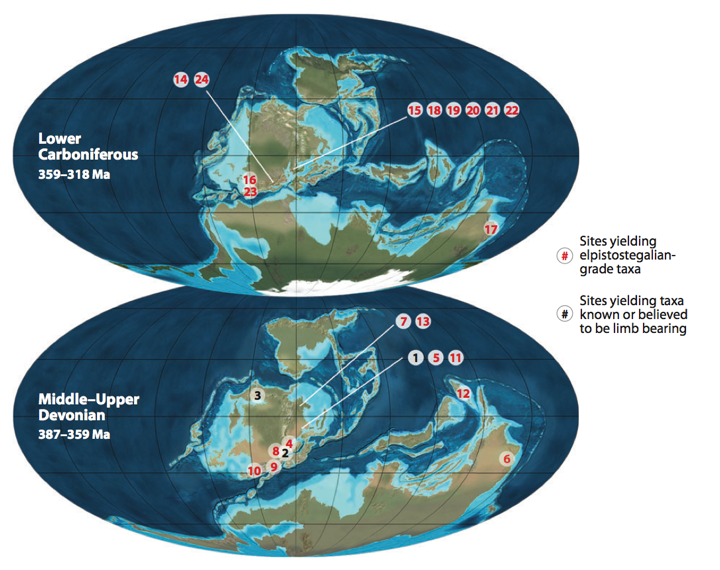 14 24
15 18 19 20 21 22
Lower
Carboniferous
359–318 Ma
16
23
17
Sites yielding
elpistostegalian-
grade taxa
#
Sites yielding taxa
known or believed
to be limb bearing
#
7 13
1 5 11
Middle–Upper
Devonian
387–359 Ma
3
12
4
8 2
9
10
6